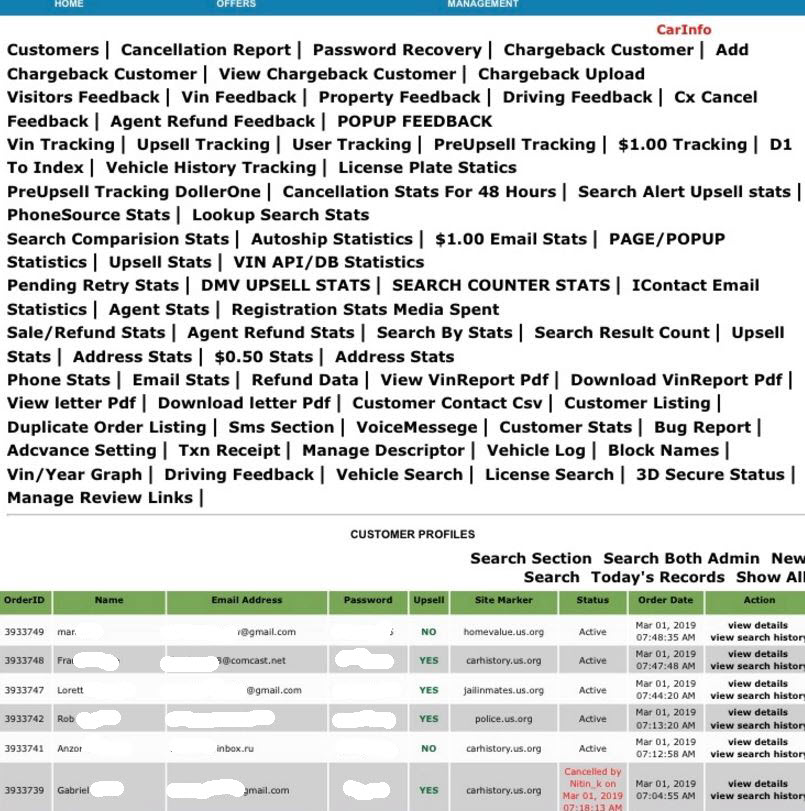 HOME OFFERS MANAGEMENT
CarInfo
Customers | Cancellation Report | Password Recovery | Chargeback Customer | Add
Chargeback Customer | View Chargeback Customer | Chargeback Upload
Visitors Feedback | Vin Feedback | Property Feedback | Driving Feedback | Cx Cancel
Feedback | Agent Refund Feedback | POPUP FEEDBACK
Vin Tracking | Upsell Tracking | User Tracking | PreUpsell Tracking | $1.00 Tracking | D1
To Index | Vehicle History Tracking | License Plate Statics
PreUpsell Tracking DollerOne | Cancellation Stats For 48 Hours | Search Alert Upsell stats |
PhoneSource Stats | Lookup Search Stats
Search Comparision Stats | Autoship Statistics | $1.00 Email Stats | PAGE/POPUP
Statistics | Upsell Stats | VIN API/DB Statistics
Pending Retry Stats | DMV UPSELL STATS | SEARCH COUNTER STATS | IContact Email
Statistics | Agent Stats | Registration Stats Media Spent
Sale/Refund Stats | Agent Refund Stats | Search By Stats | Search Result Count | Upsell
Stats | Address Stats | $0.50 Stats | Address Stats
Phone Stats | Email Stats | Refund Data | View VinReport Pdf | Download VinReport Pdf |
View letter Pdf | Download letter Pdf | Customer Contact Csv | Customer Listing |
Duplicate Order Listing | Sms Section | VoiceMessege | Customer Stats | Bug Report |
Adcvance Setting | Txn Receipt | Manage Descriptor | Vehicle Log | Block Names |
Vin/Year Graph | Driving Feedback | Vehicle Search | License Search | 3D Secure Status |
Manage Review Links |
CUSTOMER PROFILES
Search Section Search Both Admin New
Search Today's Records Show All
OrderID Name Email Address Password Upsell Site Marker Status Order Date Action
3933749 mar @gmail.com NO homevalue.us.org Active Mar 01, 2019 view details
07:48:35 AM view search history
3933748 Fra @comcast.net YES carhistory.us.org Active Mar 01, 2019 view details
07:47:48 AM view search history
3933747 Lorett @gmail.com YES jailinmates.us.org Active Mar 01, 2019 view details
07:44:20 AM view search history
3933742 Rob YES police.us.org Active Mar 01, 2019 view details
07:13:20 AM view search history
3933741 Anzor inbox.ru NO carhistory.us.org Active Mar 01, 2019 view details
07:12:58 AM view search history
3933739 Gabriel gmail.com YES carhistory.us.org Cancelled by Nitin_k on Mar 01, 2019 07:18:13 AM Mar 01, 2019 view details
07:04:55 AM view search history